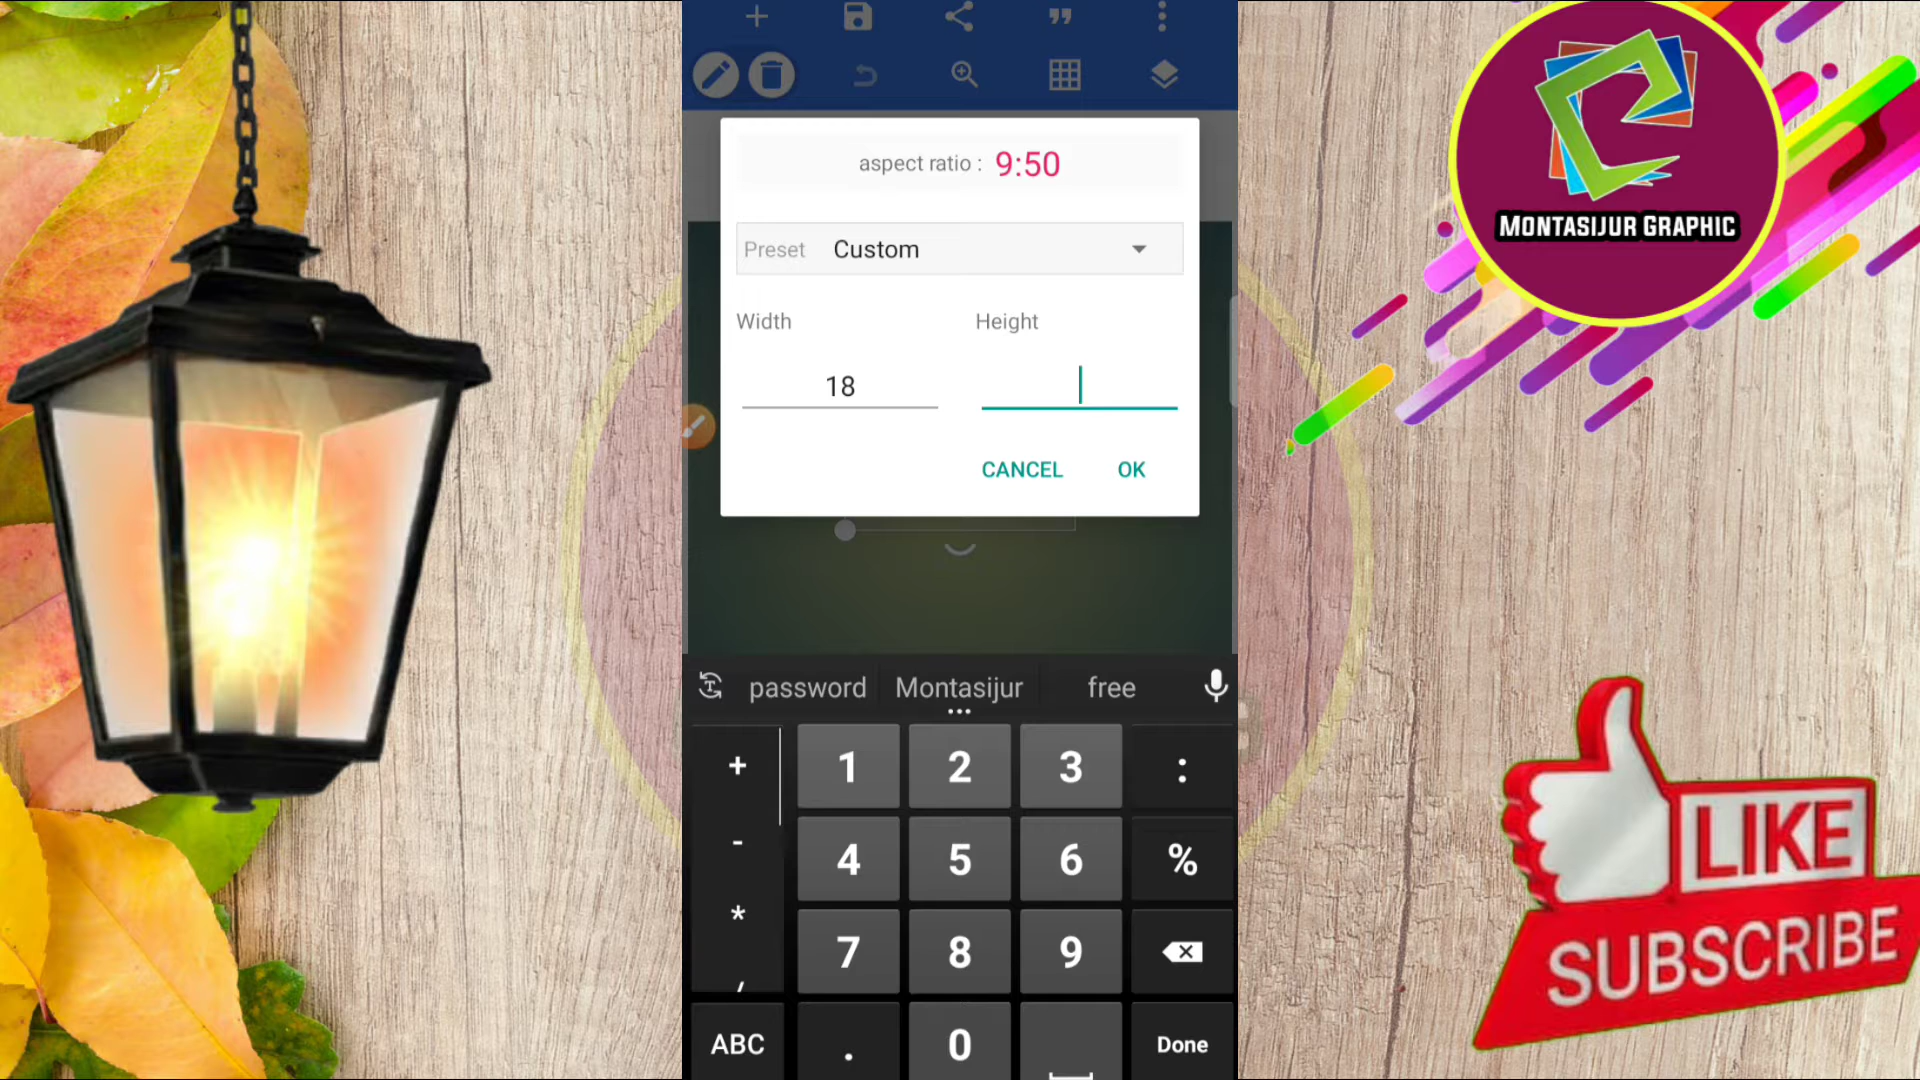 aspect ratio : 9:50
Preset Custom
Width Height
18
CANCEL OK
password Montasijur free
+ 1 2 3 :
- 4 5 6 %
* 7 8 9
,
ABC . 0 Done
MONTASIJUR GRAPHIC
LIKE
SUBSCRIBE